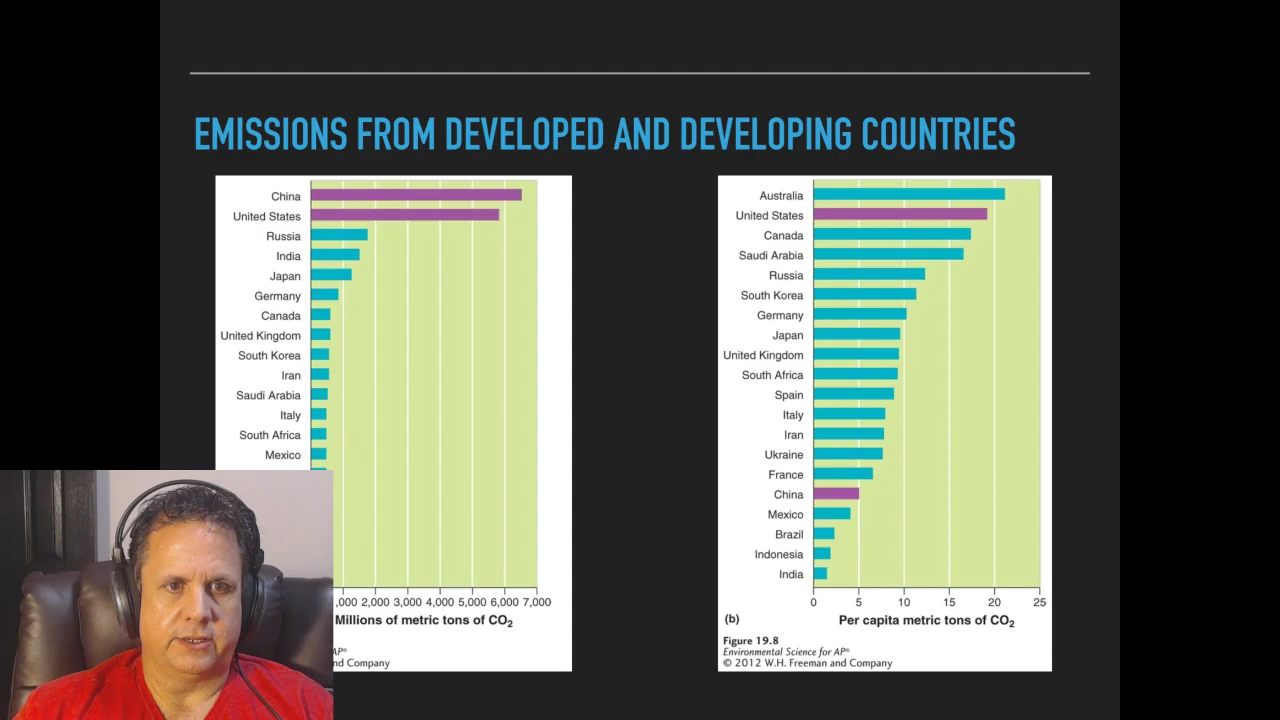 EMISSIONS FROM DEVELOPED AND DEVELOPING COUNTRIES
China
United States
Russia
India
Japan
Germany
Canada
United Kingdom
South Korea
Iran
Saudi Arabia
Italy
South Africa
Mexico
,000 2,000 3,000 4,000 5,000 6,000 7,000
Millions of metric tons of CO₂
AP®
nd Company
Australia
United States
Canada
Saudi Arabia
Russia
South Korea
Germany
Japan
United Kingdom
South Africa
Spain
Italy
Iran
Ukraine
France
China
Mexico
Brazil
Indonesia
India
0 5 10 15 20 25
(b) Per capita metric tons of CO₂
Figure 19.8
Environmental Science for AP®
© 2012 W.H. Freeman and Company